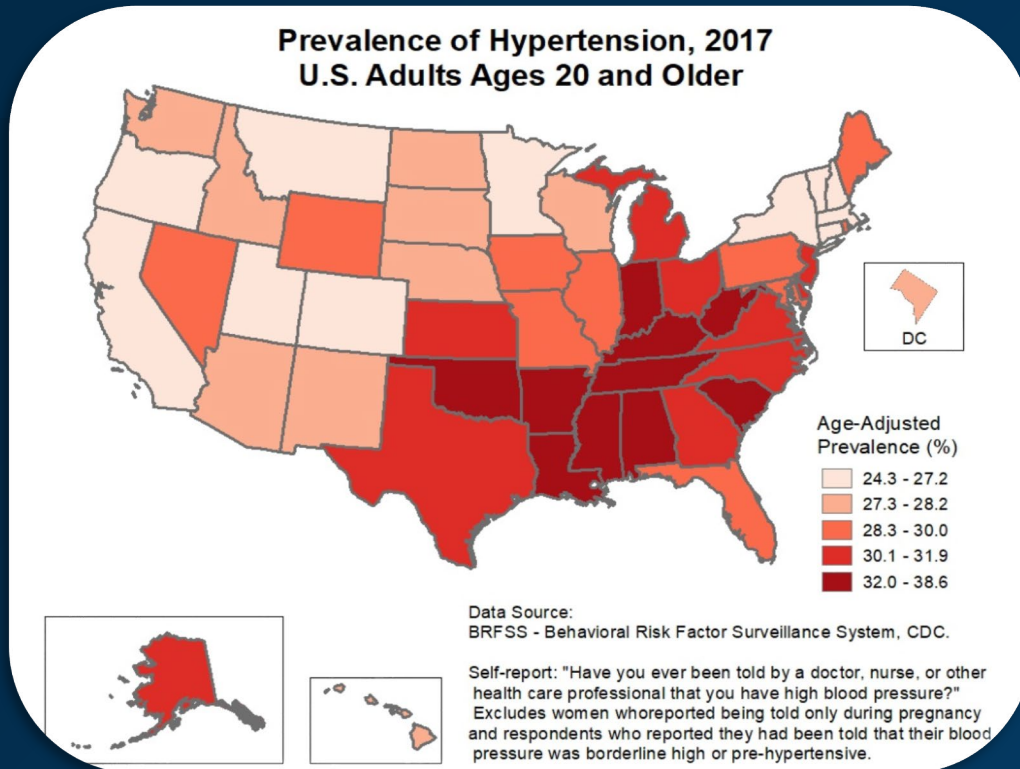 Prevalence of Hypertension, 2017
U.S. Adults Ages 20 and Older
DC
Age-Adjusted
Prevalence (%)
24.3 - 27.2
27.3 - 28.2
28.3 - 30.0
30.1 - 31.9
32.0 - 38.6
Data Source:
BRFSS - Behavioral Risk Factor Surveillance System, CDC.
Self-report: "Have you ever been told by a doctor, nurse, or other
health care professional that you have high blood pressure?"
Excludes women whoreported being told only during pregnancy
and respondents who reported they had been told that their blood
pressure was borderline high or pre-hypertensive.